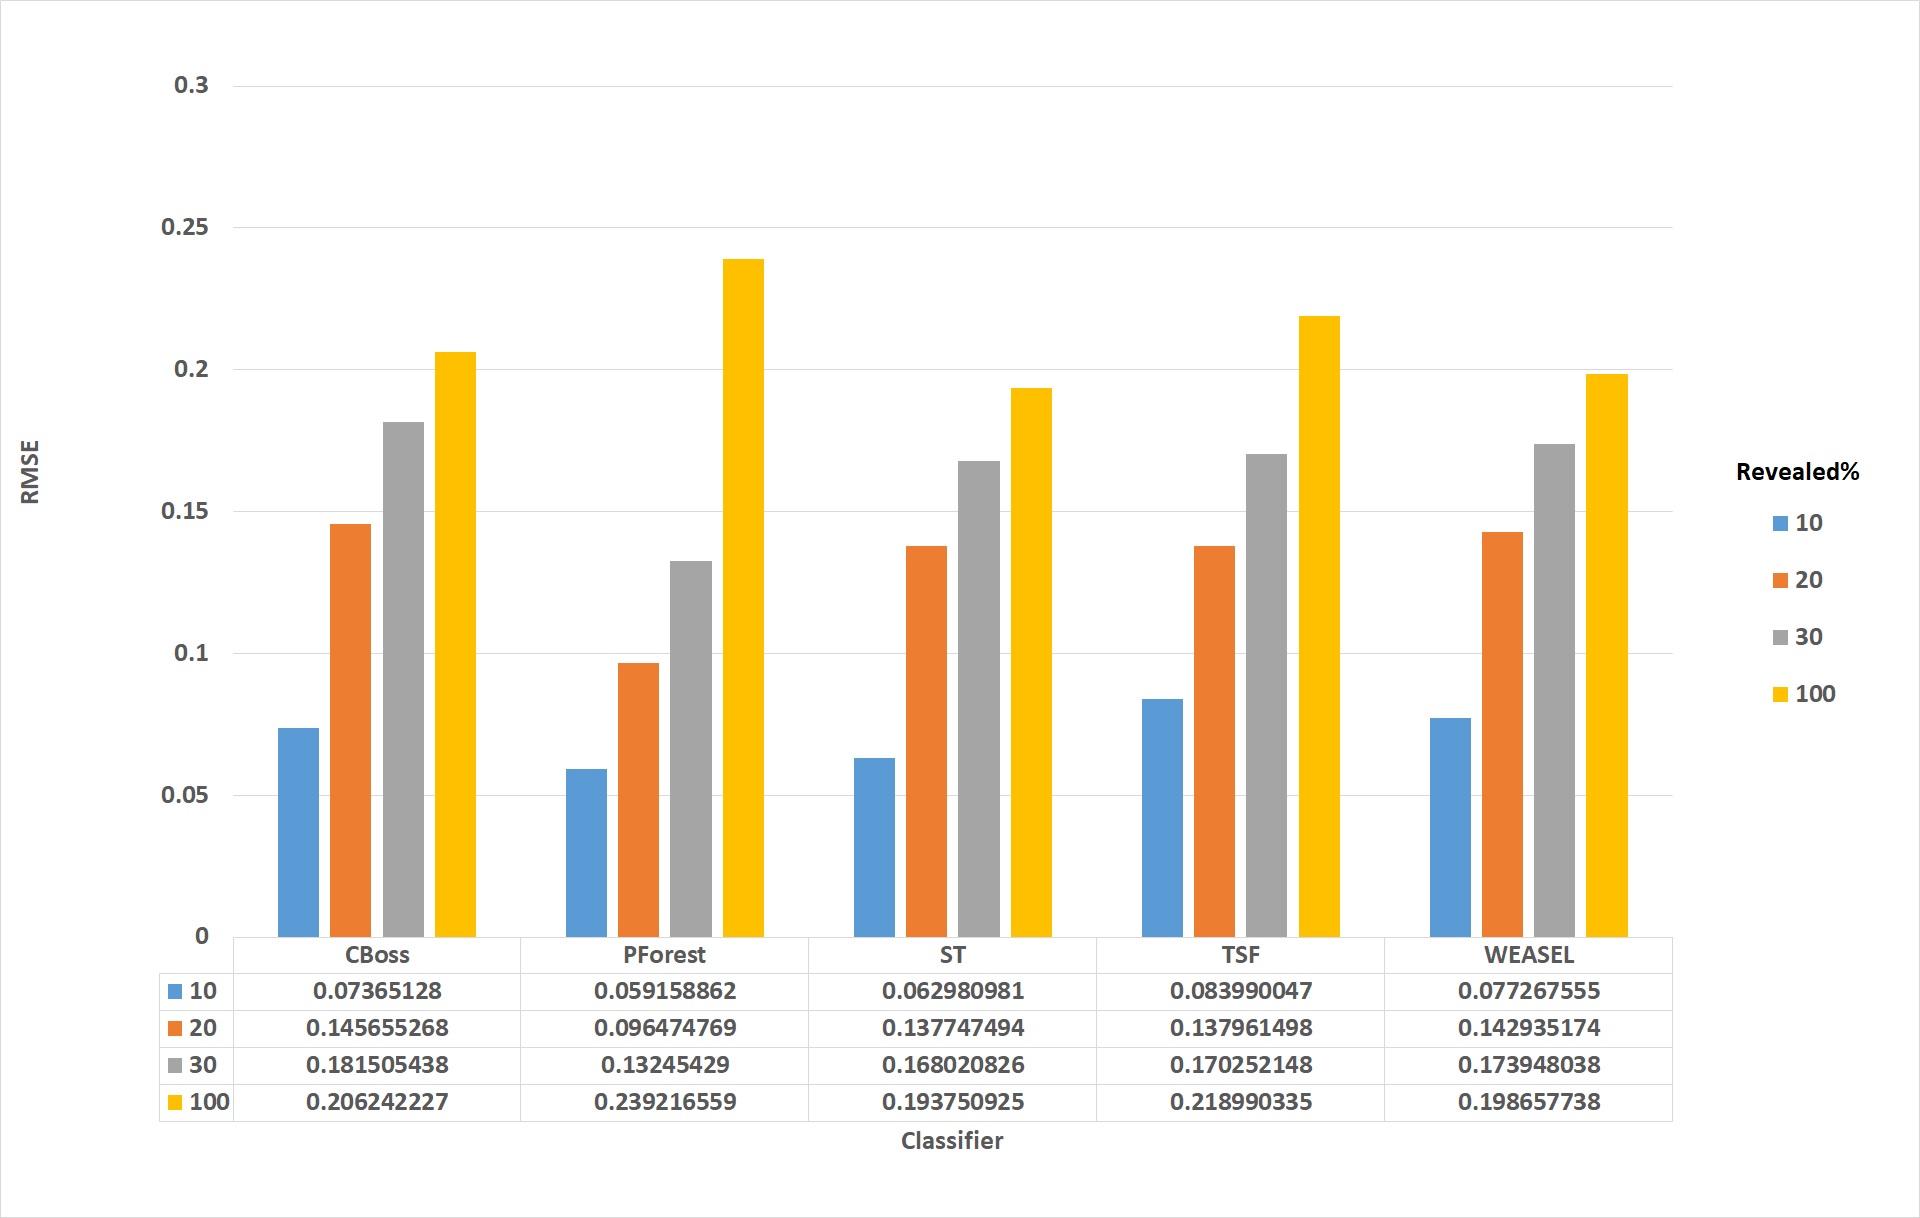 0.3
0.25
0.2
0.15
0.1
0.05
0
RMSE
Revealed%
10
20
30
100
CBoss PForest ST TSF WEASEL
10 0.07365128 0.059158862 0.062980981 0.083990047 0.077267555
20 0.145655268 0.096474769 0.137747494 0.137961498 0.142935174
30 0.181505438 0.13245429 0.168020826 0.170252148 0.173948038
100 0.206242227 0.239216559 0.193750925 0.218990335 0.198657738
Classifier